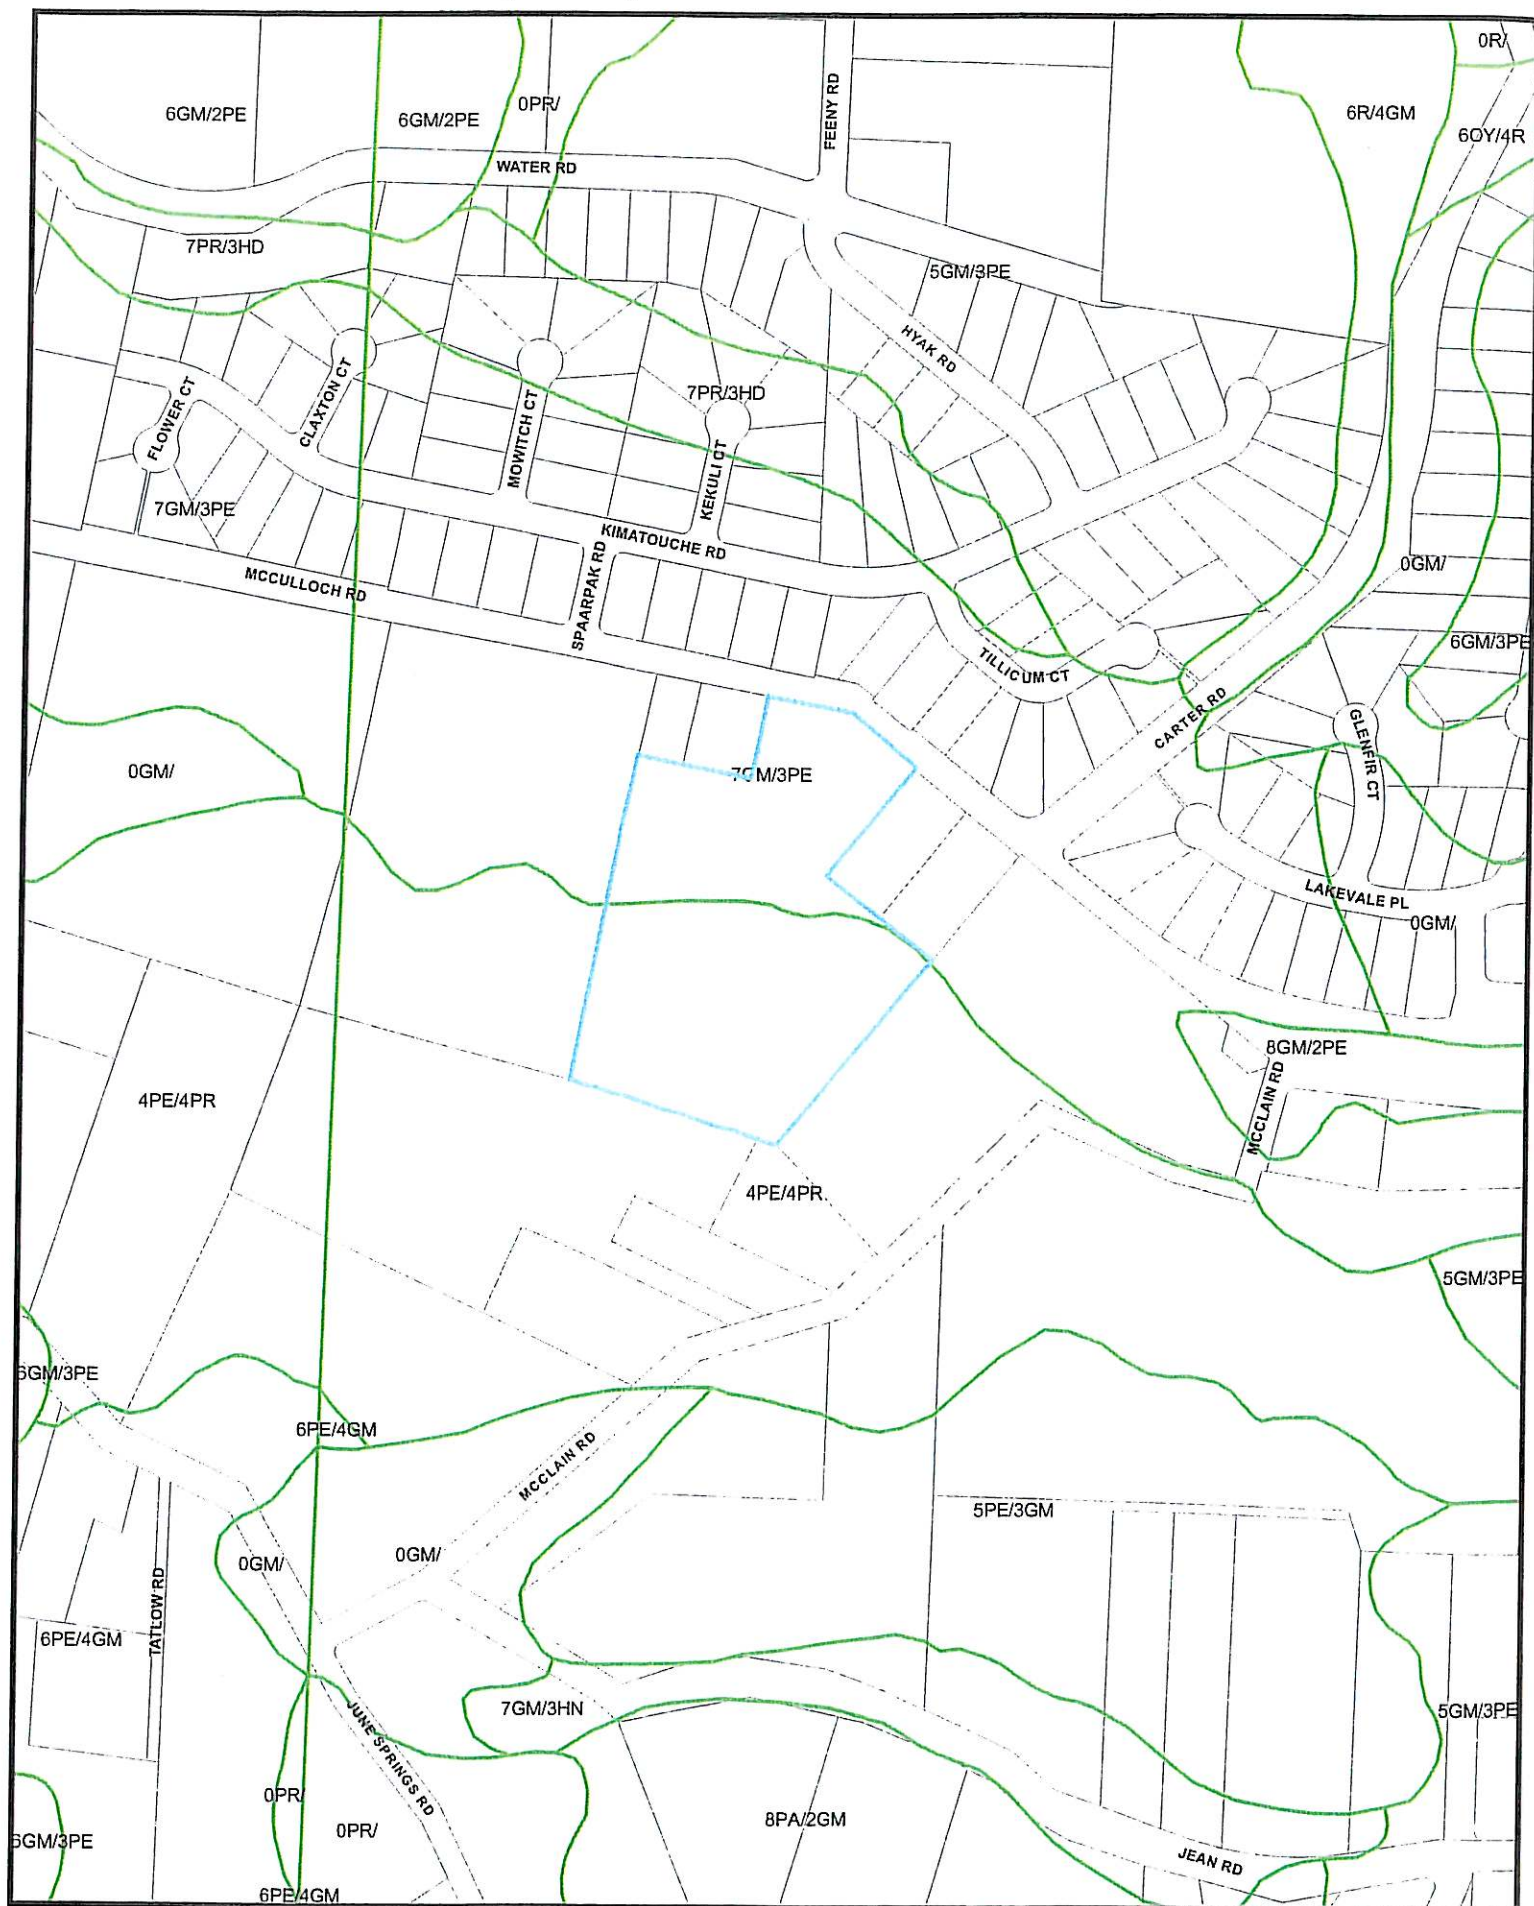 0R/
6GM/2PE
6GM/2PE
0PR/
FEENY RD
6R/4GM
6OY/4R
WATER RD
7PR/3HD
5GM/3PE
HYAK RD
FLOWER CT
CLAXTON CT
MOWITCH CT
7PR/3HD
KEKULI CT
7GM/3PE
KIMATOUCHE RD
MCCULLOCH RD
SPAARPAK RD
0GM/
6GM/3PE
TILLICUM CT
CARTER RD
GLENFIR CT
0GM/
7GM/3PE
LAKEVALE PL
0GM/
8GM/2PE
MCCLAIN RD
4PE/4PR
4PE/4PR
5GM/3PE
6GM/3PE
6PE/4GM
MCCLAIN RD
5PE/3GM
0GM/
0GM/
TATLOW RD
6PE/4GM
7GM/3HN
JUNE SPRINGS RD
5GM/3PE
0PR/
0PR/
8PA/2GM
6GM/3PE
JEAN RD
6PE/4GM